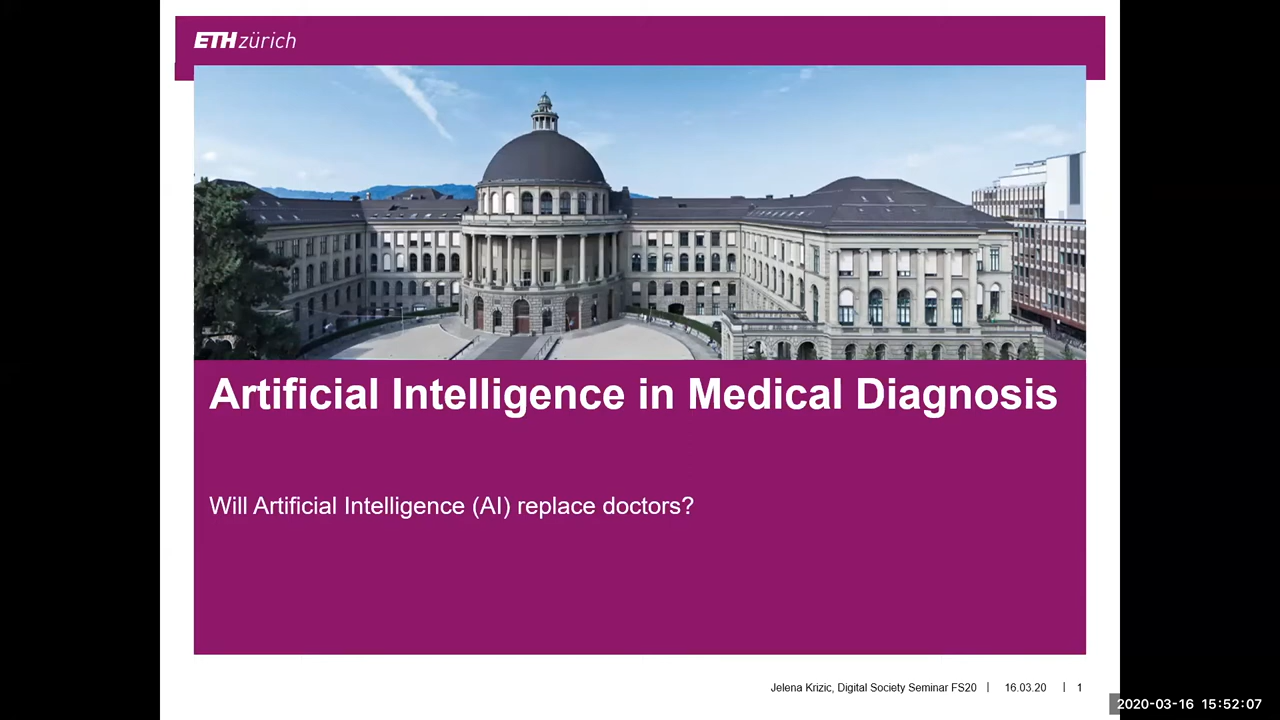 ETH zürich
Artificial Intelligence in Medical Diagnosis
Will Artificial Intelligence (AI) replace doctors?
Jelena Krizic, Digital Society Seminar FS20 | 16.03.20 | 1
2020-03-16 15:52:07